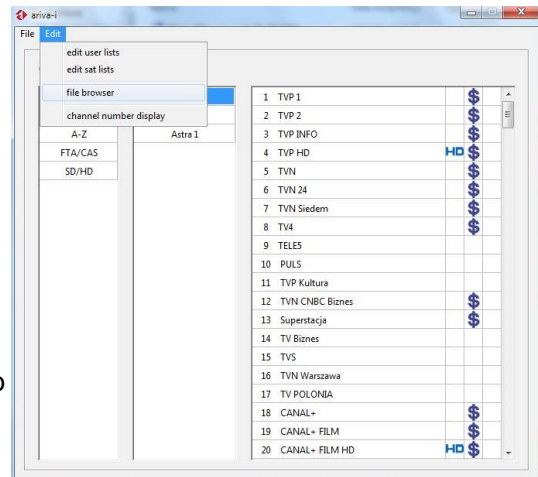 ariva-i
File Edit
edit user lists
edit sat lists
file browser
channel number display
A-Z
FTA/CAS
SD/HD
Astra 1
1 TVP 1 $
2 TVP 2 $
3 TVP INFO $
4 TVP HD HD $
5 TVN $
6 TVN 24 $
7 TVN Siedem $
8 TV4 $
9 TELE5
10 PULS
11 TVP Kultura
12 TVN CNBC Biznes $
13 Superstacja $
14 TV Biznes
15 TVS
16 TVN Warszawa
17 TV POLONIA
18 CANAL+ $
19 CANAL+ FILM $
20 CANAL+ FILM HD HD $